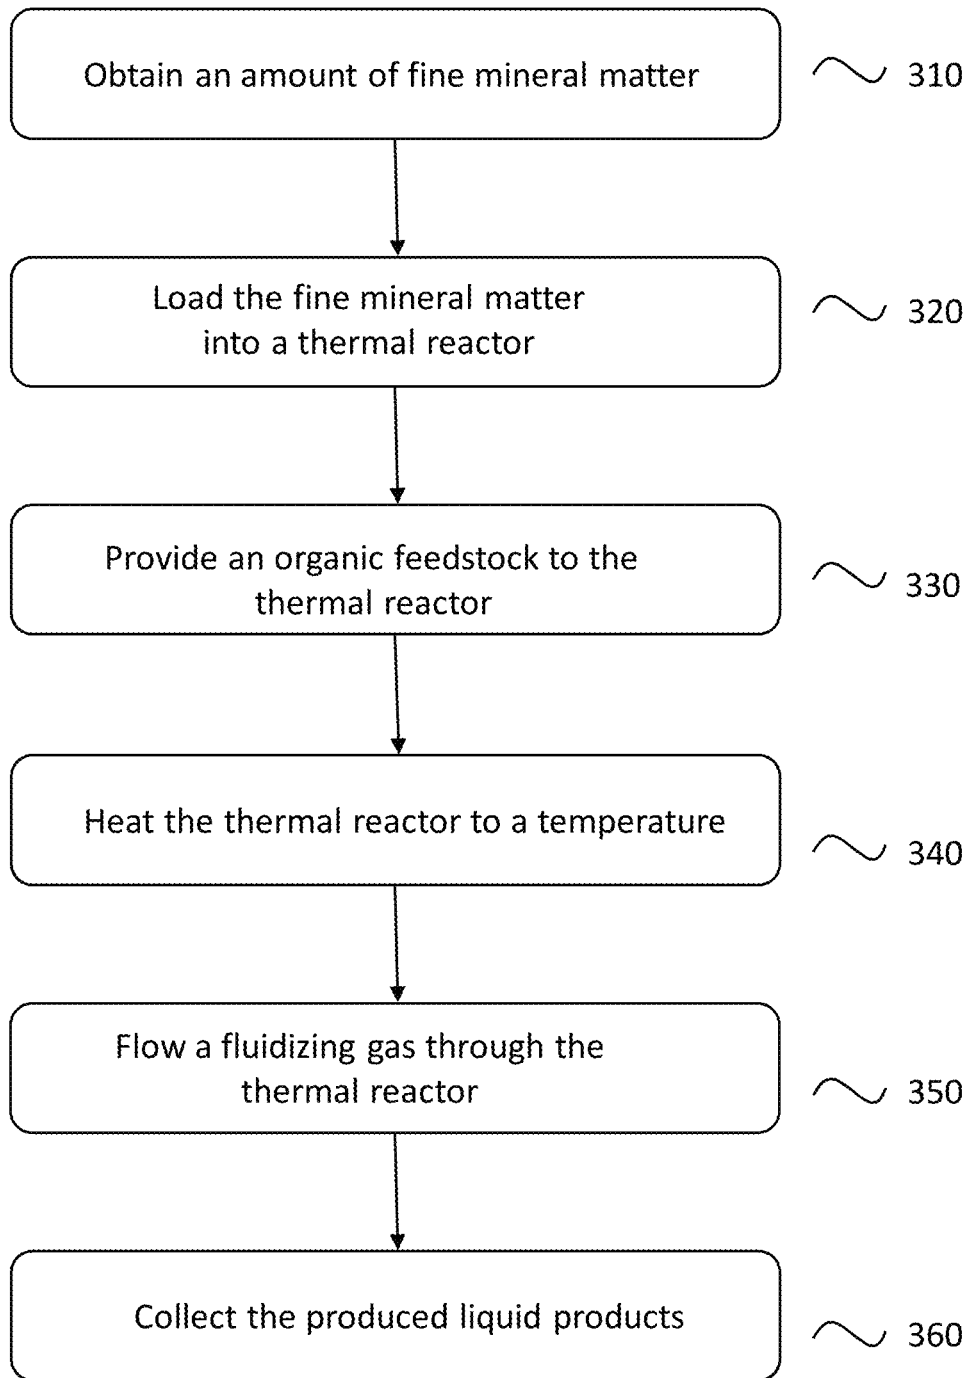 Obtain an amount of fine mineral matter
310
Load the fine mineral matter
into a thermal reactor
320
Provide an organic feedstock to the
thermal reactor
330
Heat the thermal reactor to a temperature
340
Flow a fluidizing gas through the
thermal reactor
350
Collect the produced liquid products
360